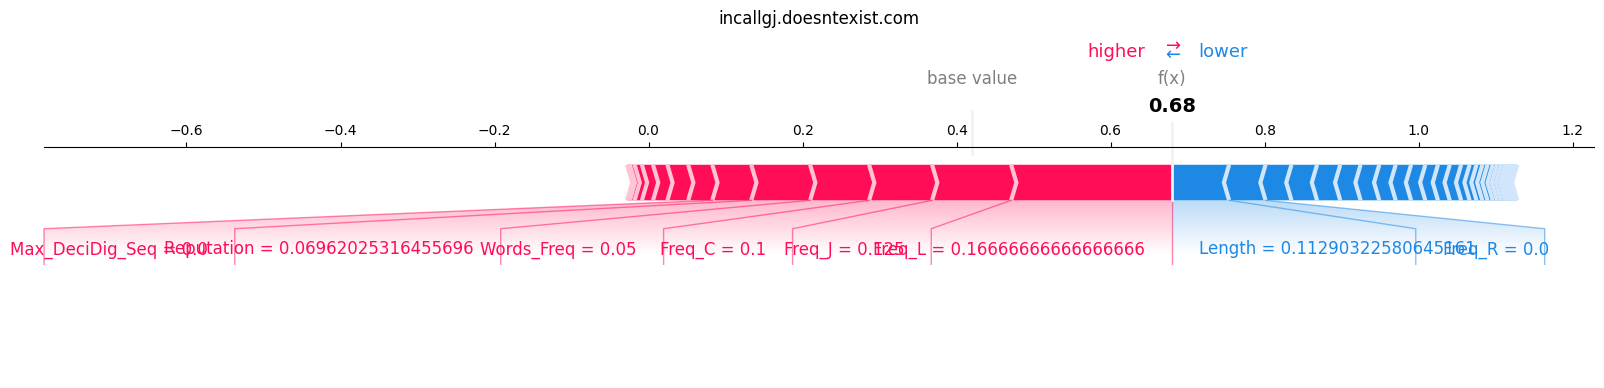 incallgj.doesntexist.com
higher ⇄ lower
base value f(x)
0.68
−0.6 −0.4 −0.2 0.0 0.2 0.4 0.6 0.8 1.0 1.2
Max_DeciDig_Seq = 0.0 Reputation = 0.06962025316455696 Words_Freq = 0.05 Freq_C = 0.1 Freq_J = 0.125 Freq_L = 0.16666666666666666 Length = 0.11290322580645161 Freq_R = 0.0